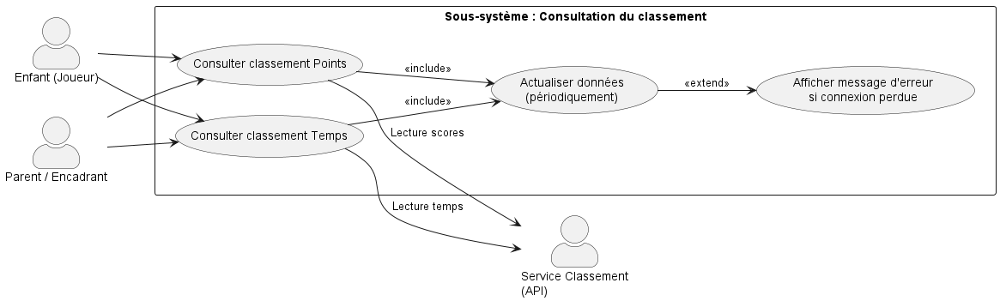 Sous-système : Consultation du classement
Enfant (Joueur)
Parent / Encadrant
Consulter classement Points
Consulter classement Temps
«include»
«include»
Actualiser données
(périodiquement)
«extend»
Afficher message d'erreur
si connexion perdue
Lecture scores
Lecture temps
Service Classement
(API)